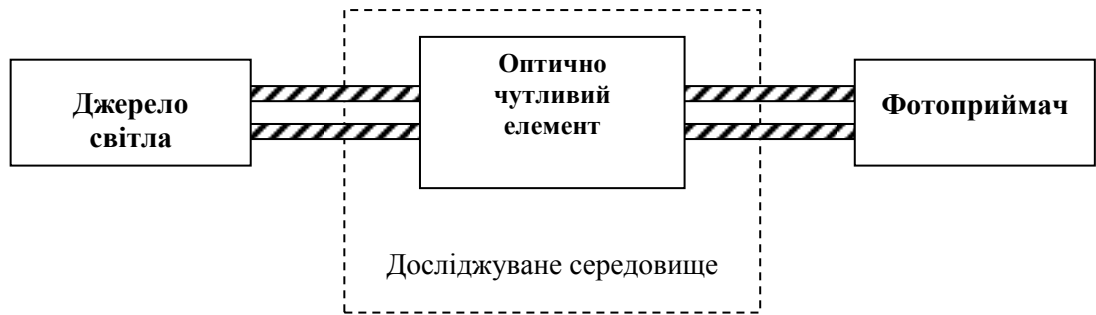 Джерело
світла
Оптично
чутливий
елемент
Фотоприймач
Досліджуване середовище